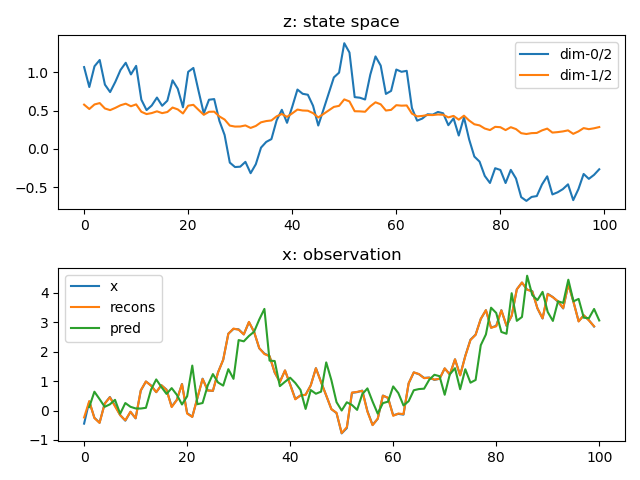 z: state space
dim-0/2
dim-1/2
1.0
0.5
0.0
−0.5
0 20 40 60 80 100
x: observation
x
recons
pred
4
3
2
1
0
−1
0 20 40 60 80 100